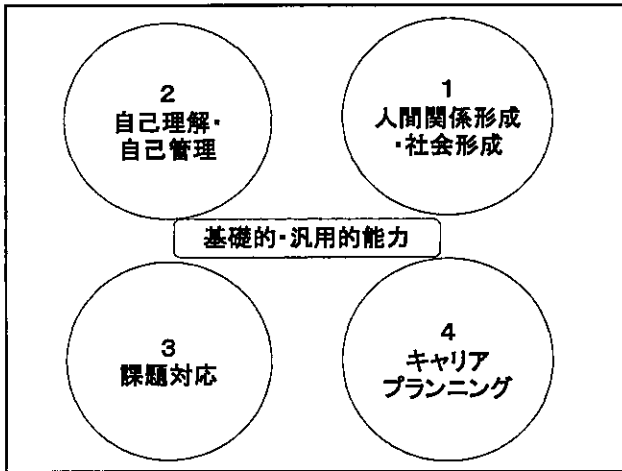 2
自己理解・
自己管理
1
人間関係形成
・社会形成
基礎的・汎用的能力
3
課題対応
4
キャリア
プランニング